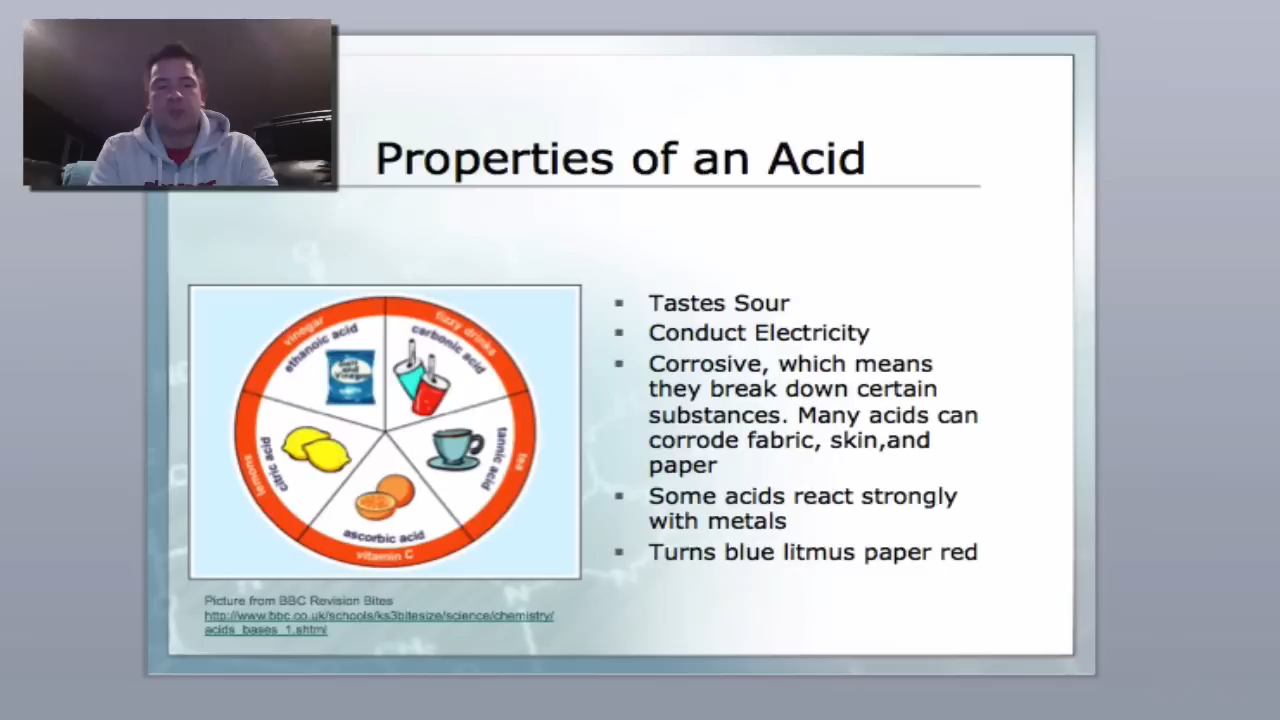 Properties of an Acid
vinegar
ethanoic acid
fizzy drinks
carbonic acid
Salt
and
Vinegar
lemons
citric acid
tannic acid
tea
ascorbic acid
vitamin C
Tastes Sour
Conduct Electricity
Corrosive, which means
they break down certain
substances. Many acids can
corrode fabric, skin,and
paper
Some acids react strongly
with metals
Turns blue litmus paper red
Picture from BBC Revision Bites
http://www.bbc.co.uk/schools/ks3bitesize/science/chemistry/
acids_bases_1.shtml